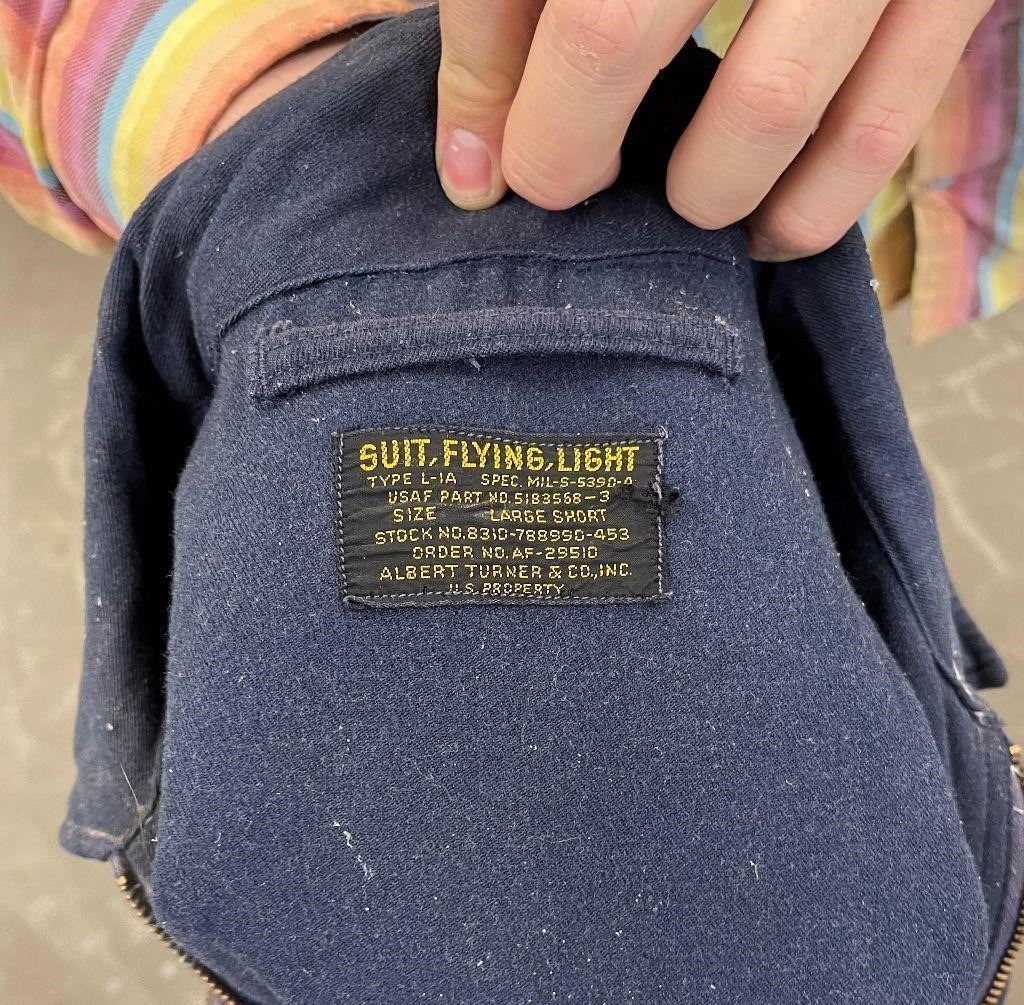 SUIT, FLYING, LIGHT
TYPE L-1A SPEC. MIL-S-5390-A
USAF PART NO. 5183568-3
SIZE LARGE SHORT
STOCK NO. 8310-788990-453
ORDER NO. AF-29510
ALBERT TURNER & CO., INC.
U.S. PROPERTY